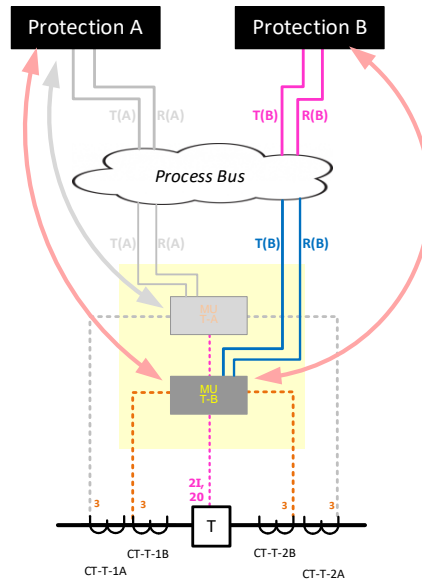 Protection A
Protection B
T(A) R(A)
T(B) R(B)
Process Bus
T(A) R(A)
T(B) R(B)
MU
T-A
MU
T-B
2I,
20
3 3 3 3
T
CT-T-1B CT-T-2B
CT-T-1A CT-T-2A